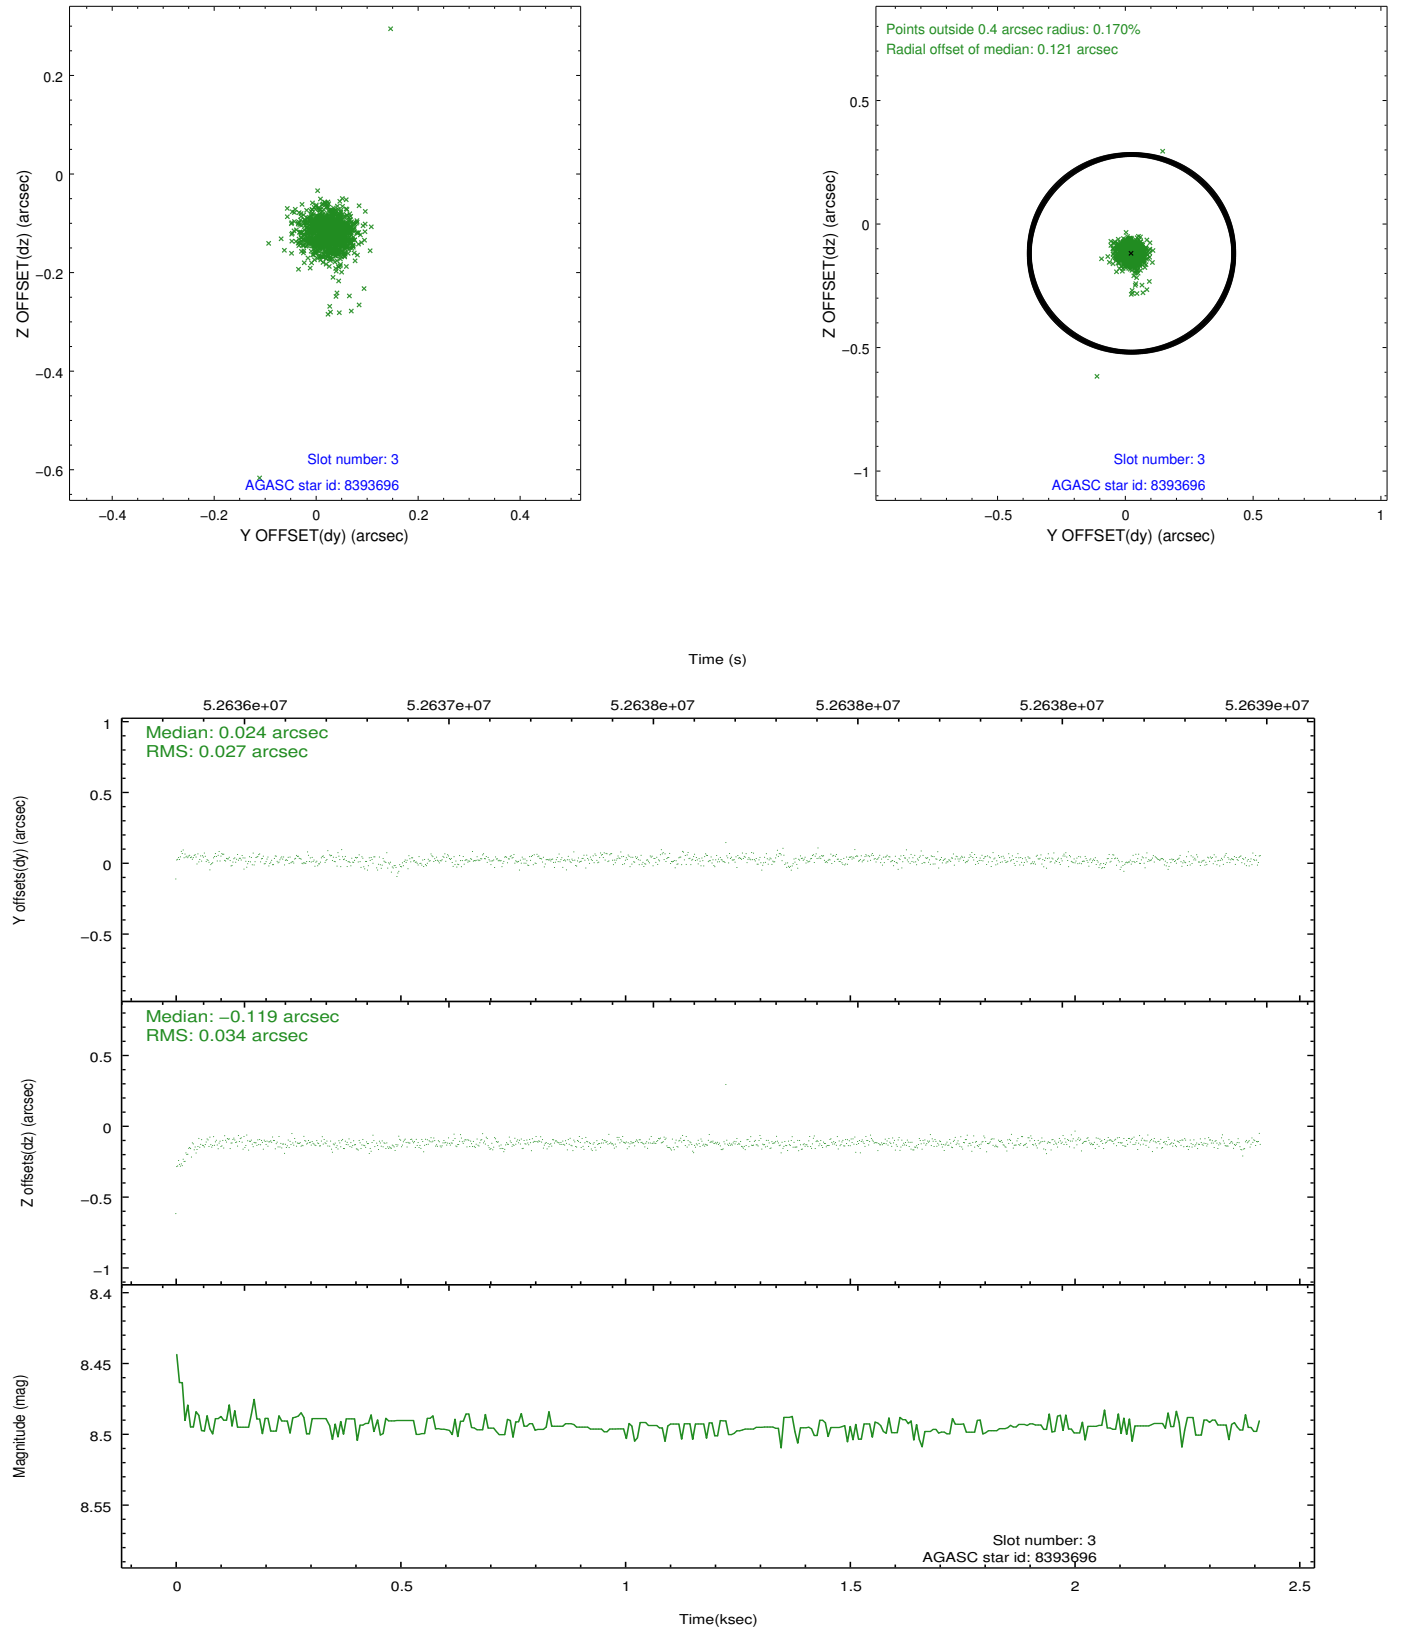 0.2
0
−0.2
−0.4
−0.6
Z OFFSET(dz) (arcsec)
Slot number: 3
AGASC star id: 8393696
−0.4 −0.2 0 0.2 0.4
Y OFFSET(dy) (arcsec)
Points outside 0.4 arcsec radius: 0.170%
Radial offset of median: 0.121 arcsec
0.5
0
−0.5
−1
Z OFFSET(dz) (arcsec)
Slot number: 3
AGASC star id: 8393696
−0.5 0 0.5 1
Y OFFSET(dy) (arcsec)
Time (s)
5.2636e+07 5.2637e+07 5.2638e+07 5.2638e+07 5.2638e+07 5.2639e+07
Median: 0.024 arcsec
RMS: 0.027 arcsec
1
0.5
0
−0.5
Y offsets(dy) (arcsec)
Median: −0.119 arcsec
RMS: 0.034 arcsec
0.5
0
−0.5
−1
Z offsets(dz) (arcsec)
8.4
8.45
8.5
8.55
Magnitude (mag)
Slot number: 3
AGASC star id: 8393696
0 0.5 1 1.5 2 2.5
Time(ksec)